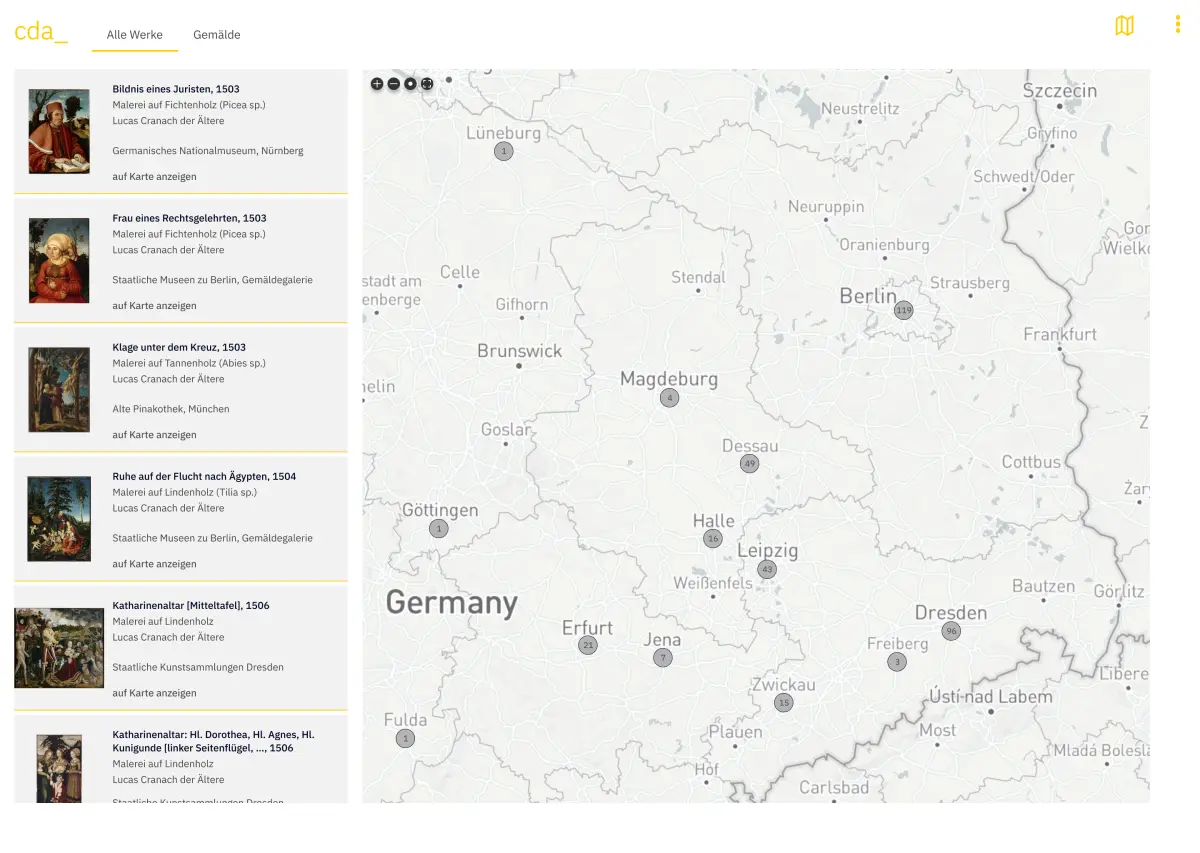 cda_
Alle Werke
Gemälde
Bildnis eines Juristen, 1503
Malerei auf Fichtenholz (Picea sp.)
Lucas Cranach der Ältere
Germanisches Nationalmuseum, Nürnberg
auf Karte anzeigen
Frau eines Rechtsgelehrten, 1503
Malerei auf Fichtenholz (Picea sp.)
Lucas Cranach der Ältere
Staatliche Museen zu Berlin, Gemäldegalerie
auf Karte anzeigen
Klage unter dem Kreuz, 1503
Malerei auf Tannenholz (Abies sp.)
Lucas Cranach der Ältere
Alte Pinakothek, München
auf Karte anzeigen
Ruhe auf der Flucht nach Ägypten, 1504
Malerei auf Lindenholz (Tilia sp.)
Lucas Cranach der Ältere
Staatliche Museen zu Berlin, Gemäldegalerie
auf Karte anzeigen
Katharinenaltar [Mitteltafel], 1506
Malerei auf Lindenholz
Lucas Cranach der Ältere
Staatliche Kunstsammlungen Dresden
auf Karte anzeigen
Katharinenaltar: Hl. Dorothea, Hl. Agnes, Hl.
Kunigunde [linker Seitenflügel, ..., 1506
Malerei auf Lindenholz
Lucas Cranach der Ältere
Staatliche Kunstsammlungen Dresden
Szczecin
Neustrelitz
Lüneburg
1
Gryfino
Schwedt/Oder
Neuruppin
Oranienburg
Gor
Wielko
Celle
stadt am
enberge
Stendal
Strausberg
Gifhorn
Berlin
119
Frankfurt
Brunswick
Magdeburg
4
elin
Goslar
Dessau
49
Cottbus
Żar
Göttingen
1
Halle
16
Leipzig
43
Weißenfels
Bautzen
Görlitz
Germany
Dresden
96
Erfurt
21
Jena
7
Freiberg
3
Libere
Zwickau
15
Ústí nad Labem
Fulda
1
Plauen
Most
Mladá Bolesla
Hof
Carlsbad